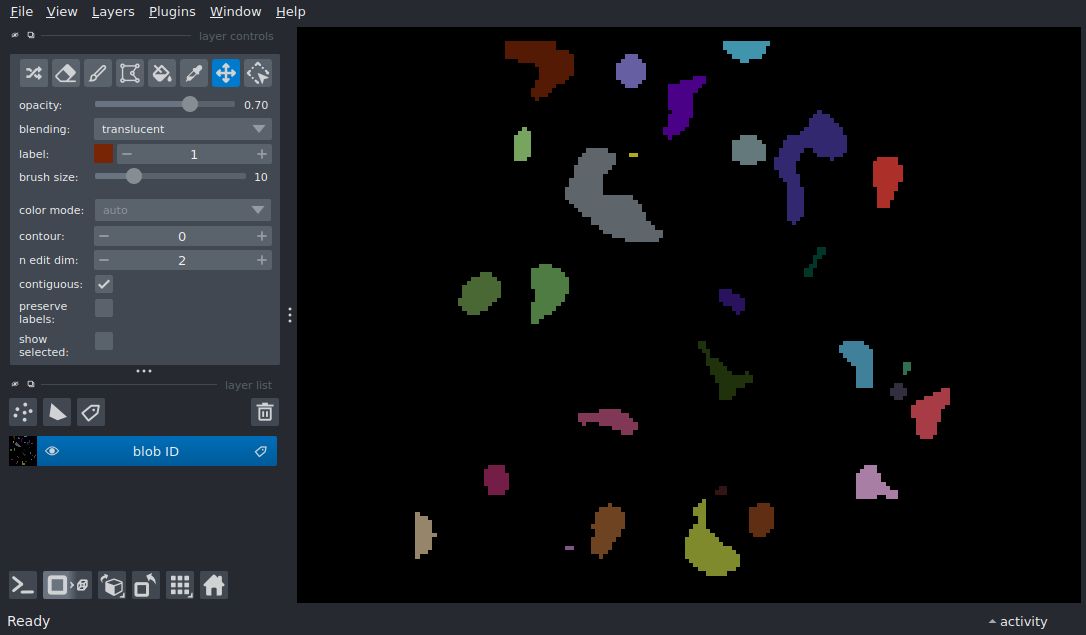 File View Layers Plugins Window Help
layer controls
opacity: 0.70
blending: translucent
label: 1
brush size: 10
color mode: auto
contour: 0
n edit dim: 2
contiguous:
preserve
labels:
show
selected:
layer list
blob ID
Ready
activity